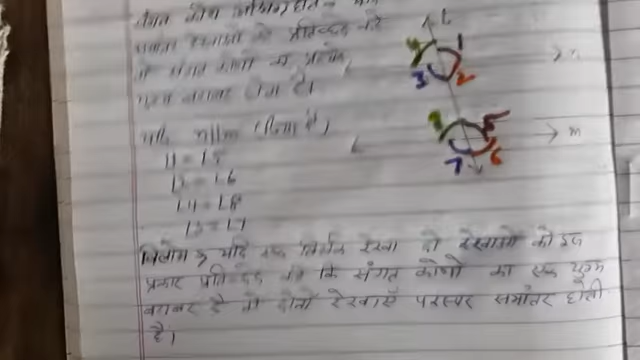 प्रतिच्छेद करे
तो संगत कोणों का प्रत्येक
युग्म बराबर होता है।
यदि
∠1 = ∠5
∠2 = ∠6
∠4 = ∠8
∠3 = ∠7
विलोम → यदि एक तिर्यक रेखा दो रेखाओं को इस
प्रकार प्रतिच्छेद करे कि संगत कोणों का एक युग्म
बराबर है तो दोनों रेखाएँ परस्पर समांतर होती
है।
L
4 1
3 2
8 5
7 6
m